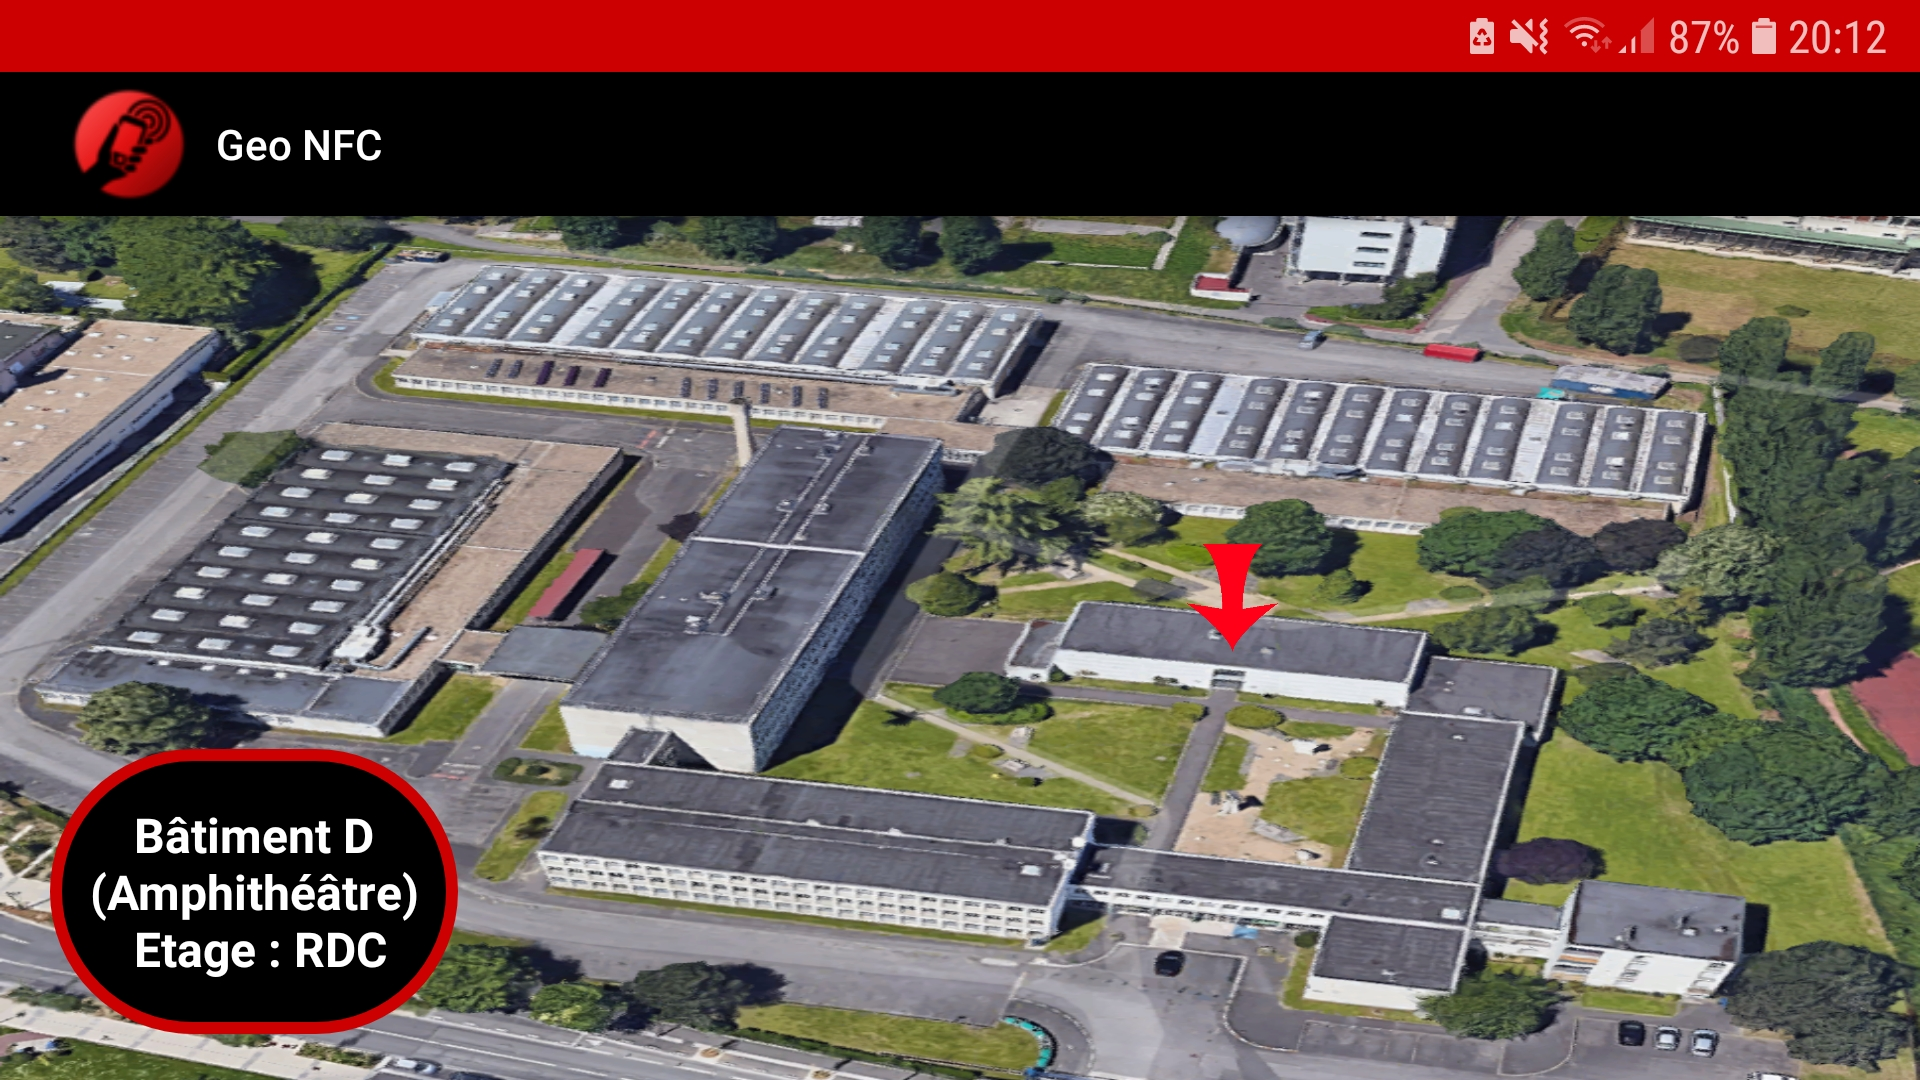 87% 20:12
Geo NFC
Bâtiment D
(Amphithéâtre)
Etage : RDC